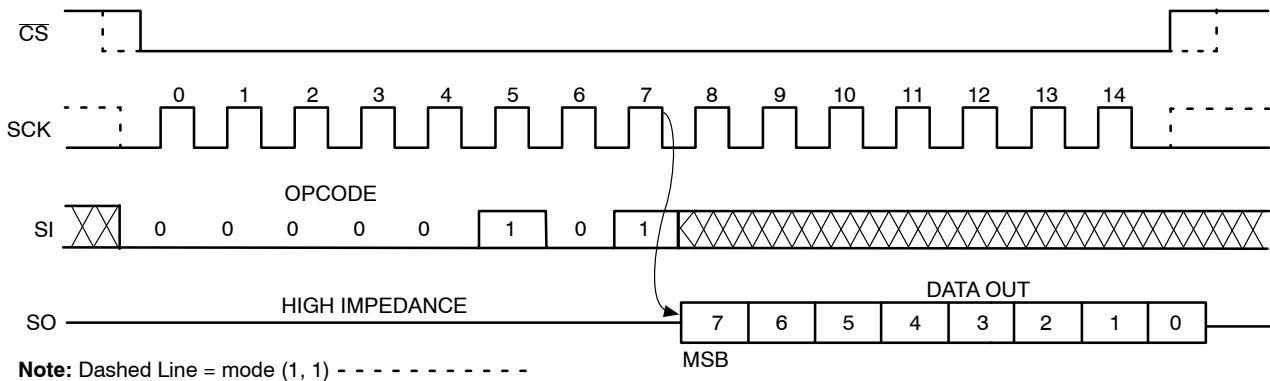 CS
0 1 2 3 4 5 6 7 8 9 10 11 12 13 14
SCK
OPCODE
SI 0 0 0 0 0 1 0 1
HIGH IMPEDANCE
DATA OUT
SO 7 6 5 4 3 2 1 0
MSB
Note: Dashed Line = mode (1, 1)